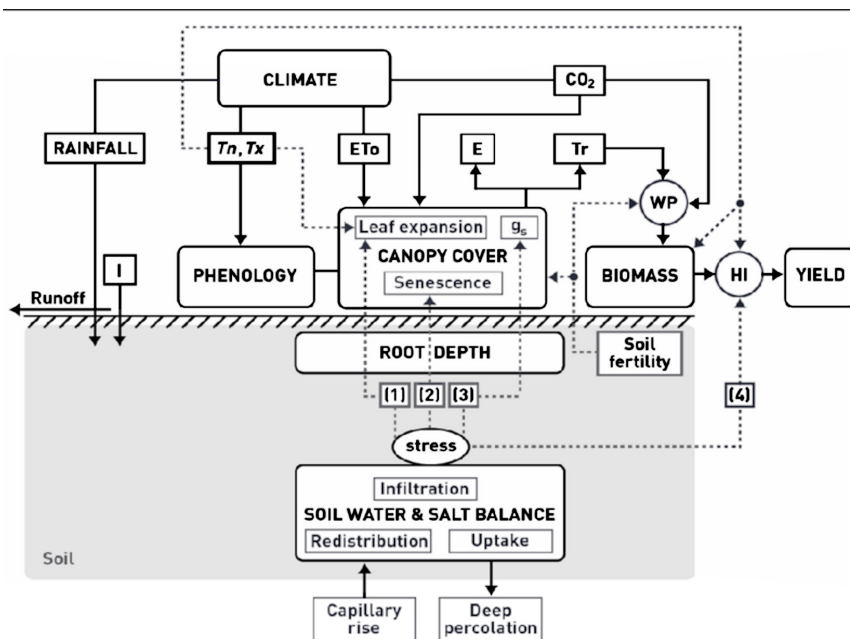 CLIMATE
CO₂
RAINFALL
Tn, Tx
ETo
E
Tr
WP
Leaf expansion
gₛ
CANOPY COVER
Senescence
PHENOLOGY
BIOMASS
HI
YIELD
I
Runoff
ROOT DEPTH
Soil
fertility
(1)
(2)
(3)
(4)
stress
Infiltration
SOIL WATER & SALT BALANCE
Redistribution
Uptake
Soil
Capillary
rise
Deep
percolation